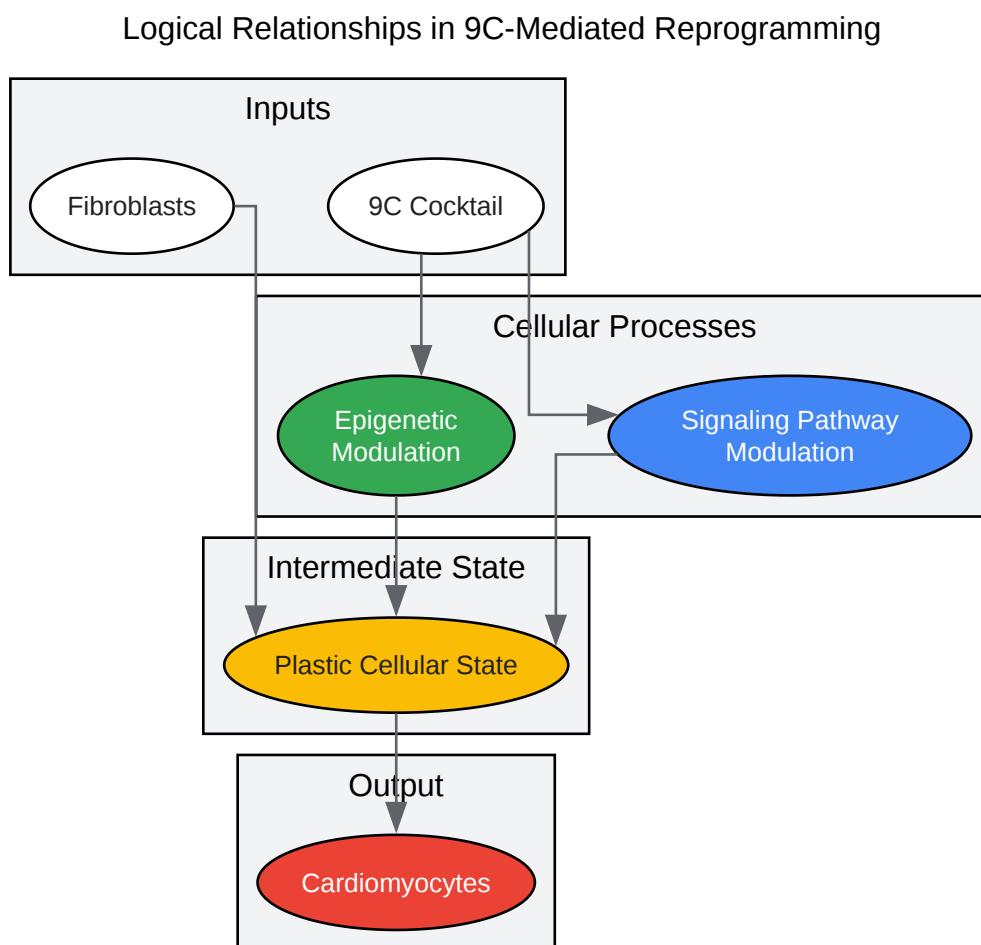 Logical Relationships in 9C-Mediated Reprogramming
Inputs
Fibroblasts
9C Cocktail
Cellular Processes
Epigenetic
Modulation
Signaling Pathway
Modulation
Intermediate State
Plastic Cellular State
Output
Cardiomyocytes